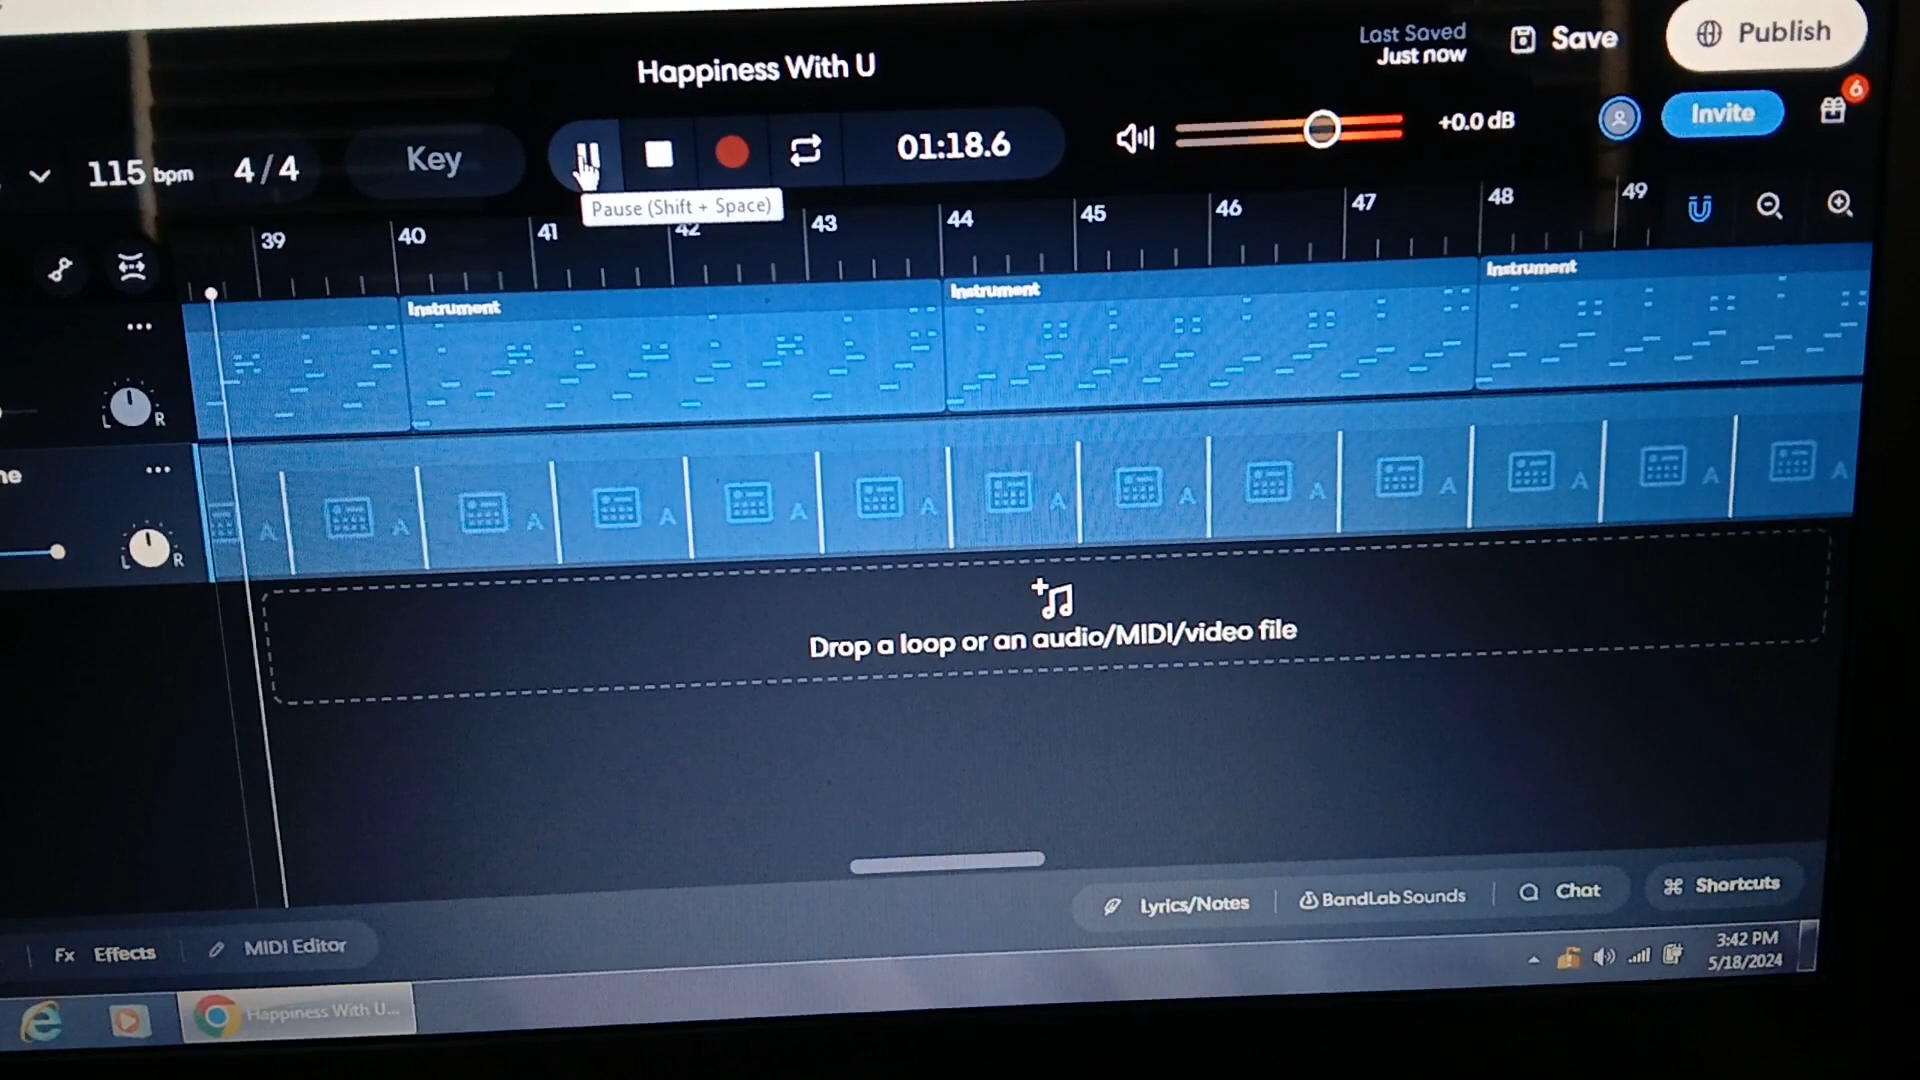 Last Saved
Happiness With U
Just now
Save
Publish
6
115 bpm
4/4
Key
01:18.6
+0.0 dB
Invite
Pause (Shift + Space)
39
40
41
42
43
44
45
46
47
48
49
Instrument
Instrument
Instrument
L R
ne
A A A A A A A A A A A A A
L R
Drop a loop or an audio/MIDI/video file
Lyrics/Notes
BandLab Sounds
Chat
Shortcuts
Fx Effects
MIDI Editor
3:42 PM
5/18/2024
Happiness With U...